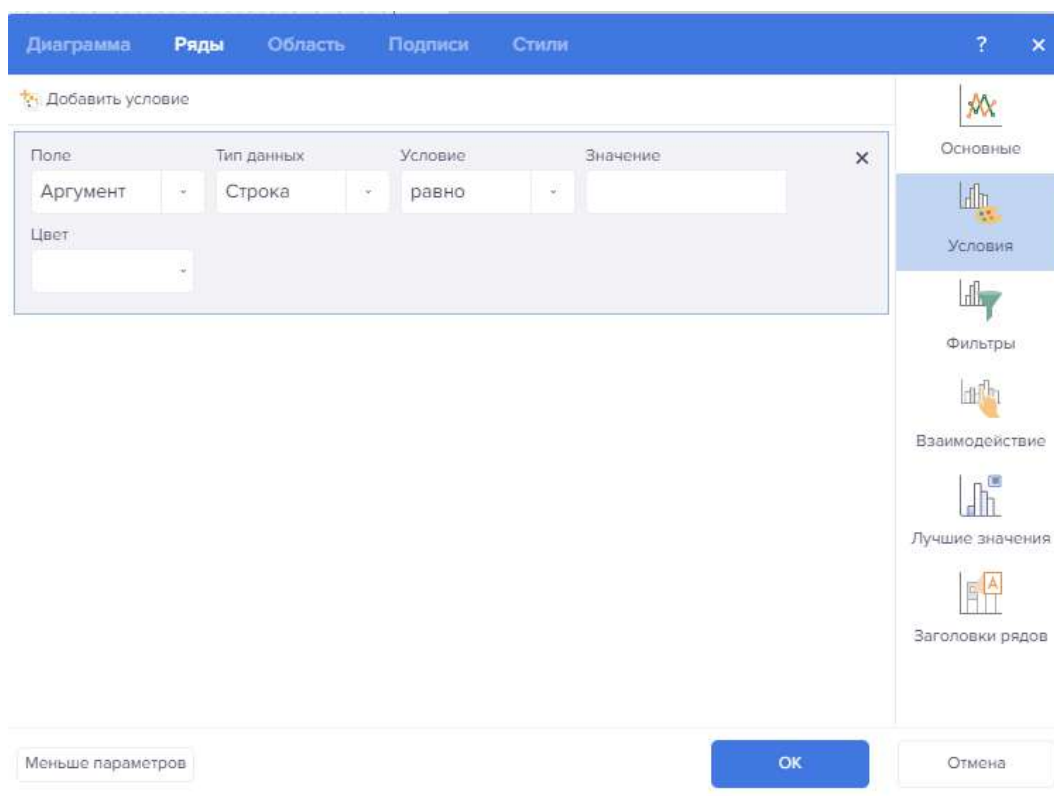 Диаграмма Ряды Область Подписи Стили ? ×
Добавить условие
Поле Тип данных Условие Значение ×
Аргумент Строка равно
Цвет
Основные
Условия
Фильтры
Взаимодействие
Лучшие значения
A
Заголовки рядов
Меньше параметров ОК Отмена